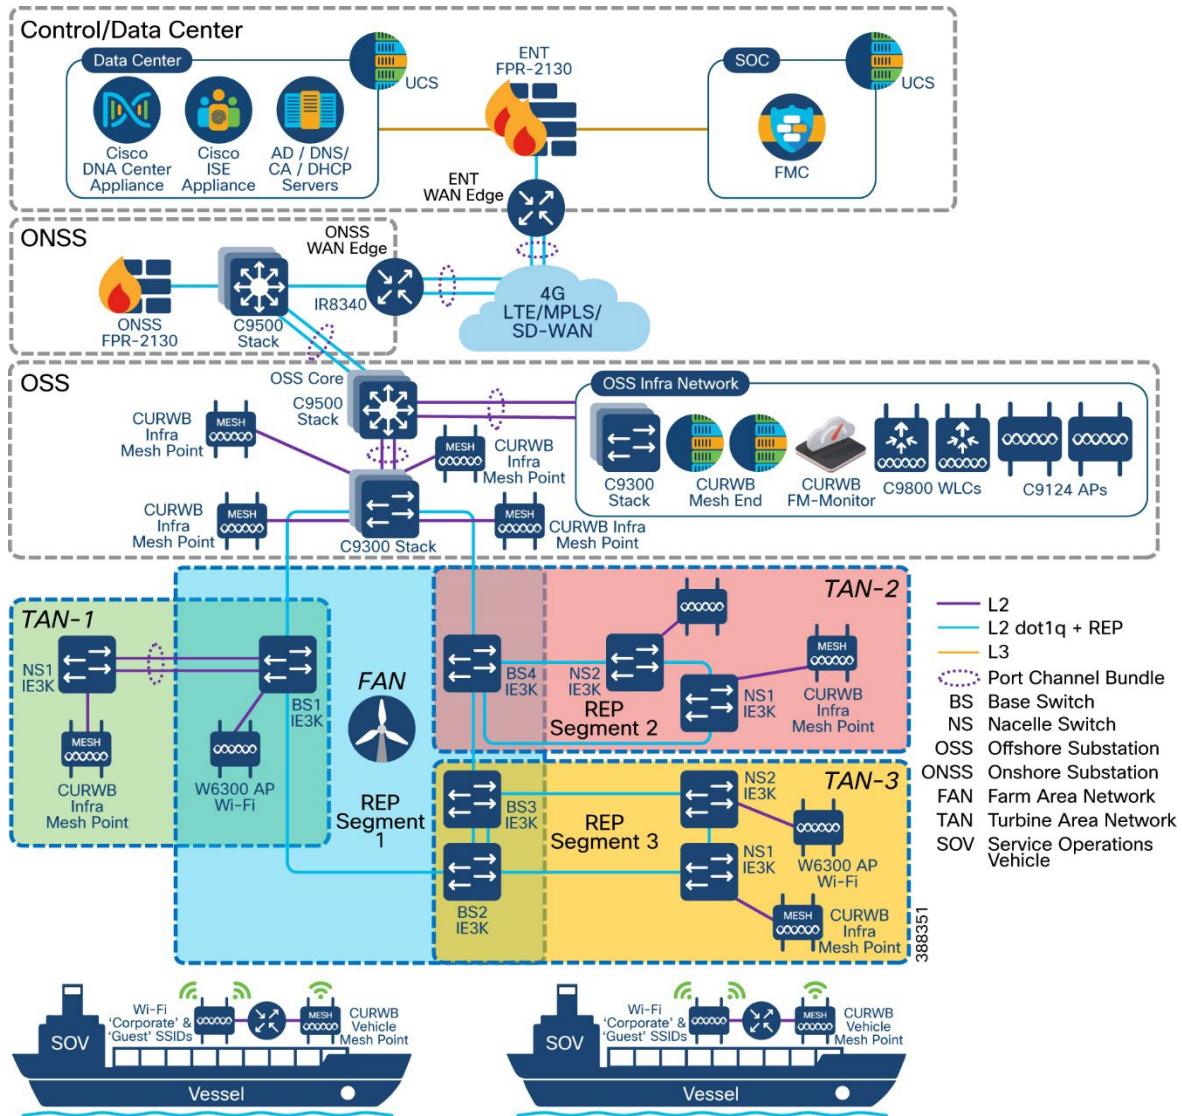 Control/Data Center
Data Center
UCS
Cisco
DNA Center
Appliance
Cisco
ISE
Appliance
AD / DNS/
CA / DHCP
Servers
ENT
FPR-2130
SOC
UCS
FMC
ENT
WAN Edge
ONSS
ONSS
WAN Edge
ONSS
FPR-2130
C9500
Stack
IR8340
4G
LTE/MPLS/
SD-WAN
OSS
OSS Core
C9500
Stack
CURWB
Infra
Mesh Point
MESH
MESH
CURWB
Infra
Mesh Point
CURWB
Infra
Mesh Point
MESH
C9300 Stack
MESH
CURWB Infra
Mesh Point
OSS Infra Network
C9300
Stack
CURWB
Mesh End
CURWB
FM-Monitor
C9800 WLCs
C9124 APs
TAN-1
NS1
IE3K
BS1
IE3K
MESH
CURWB
Infra
Mesh Point
W6300 AP
Wi-Fi
FAN
REP
Segment
1
TAN-2
BS4
IE3K
NS2
IE3K
NS1
IE3K
REP
Segment 2
MESH
CURWB
Infra
Mesh Point
TAN-3
BS3
IE3K
BS2
IE3K
REP
Segment 3
NS2
IE3K
NS1
IE3K
W6300 AP
Wi-Fi
MESH
CURWB
Infra
Mesh Point
L2
L2 dot1q + REP
L3
Port Channel Bundle
BS Base Switch
NS Nacelle Switch
OSS Offshore Substation
ONSS Onshore Substation
FAN Farm Area Network
TAN Turbine Area Network
SOV Service Operations
Vehicle
388351
SOV
Wi-Fi
'Corporate' &
'Guest' SSIDs
MESH
CURWB
Vehicle
Mesh Point
Vessel
SOV
Wi-Fi
'Corporate' &
'Guest' SSIDs
MESH
CURWB
Vehicle
Mesh Point
Vessel